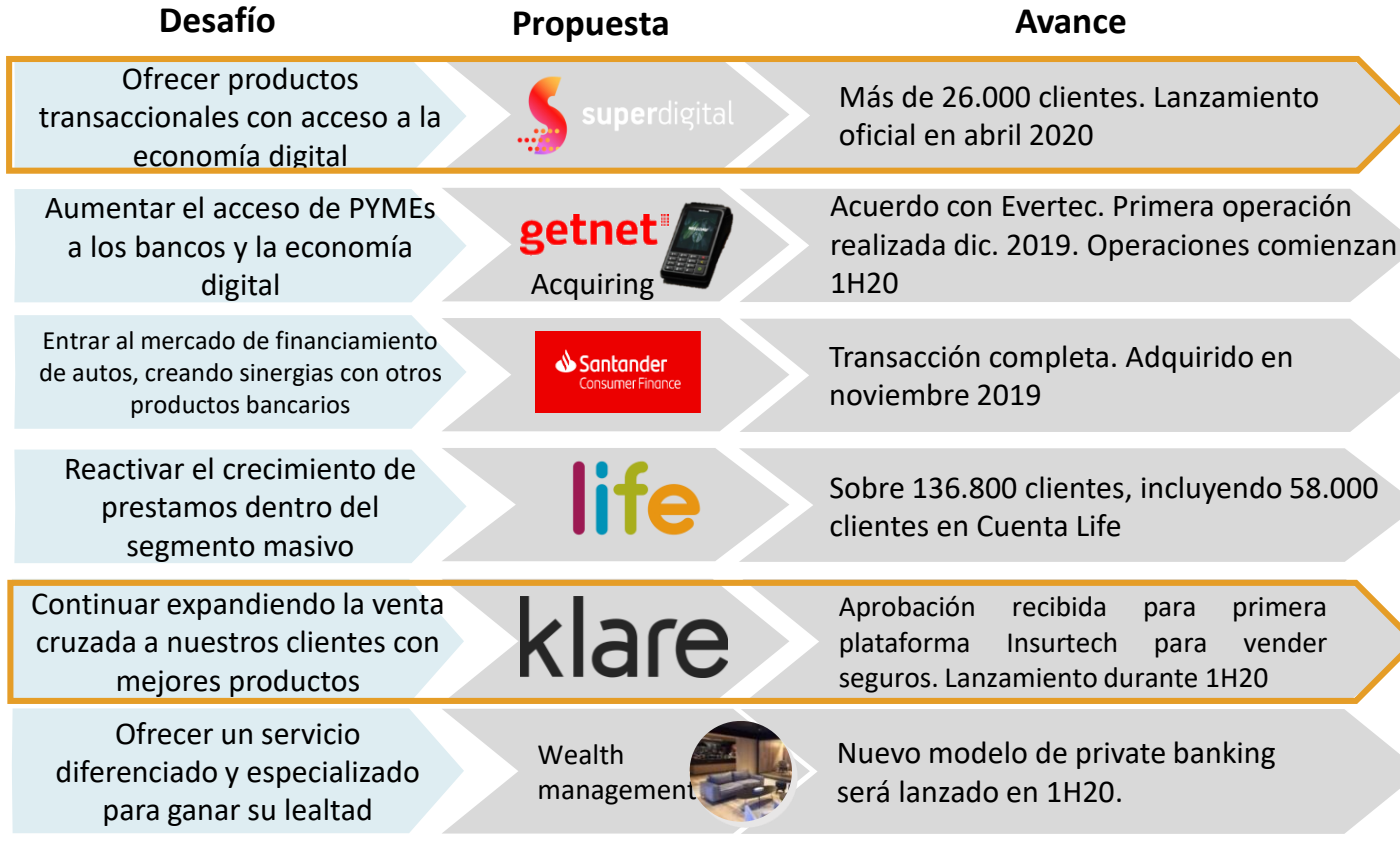 Desafío
Propuesta
Avance
Ofrecer productos
transaccionales con acceso a la
economía digital
superdigital
Más de 26.000 clientes. Lanzamiento
oficial en abril 2020
Aumentar el acceso de PYMEs
a los bancos y la economía
digital
getnet
Acquiring
Acuerdo con Evertec. Primera operación
realizada dic. 2019. Operaciones comienzan
1H20
Entrar al mercado de financiamiento
de autos, creando sinergias con otros
productos bancarios
Santander
Consumer Finance
Transacción completa. Adquirido en
noviembre 2019
Reactivar el crecimiento de
prestamos dentro del
segmento masivo
life
Sobre 136.800 clientes, incluyendo 58.000
clientes en Cuenta Life
Continuar expandiendo la venta
cruzada a nuestros clientes con
mejores productos
klare
Aprobación recibida para primera
plataforma Insurtech para vender
seguros. Lanzamiento durante 1H20
Ofrecer un servicio
diferenciado y especializado
para ganar su lealtad
Wealth
management
Nuevo modelo de private banking
será lanzado en 1H20.